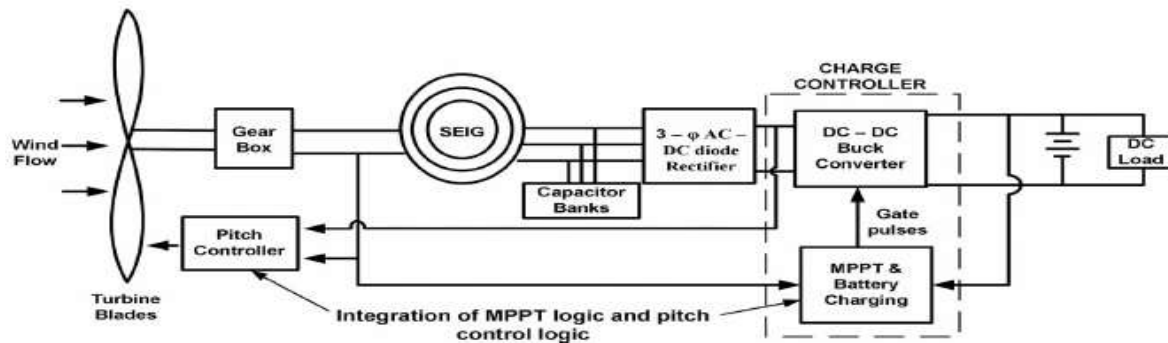 CHARGE
CONTROLLER
Wind
Flow
Gear
Box
SEIG
3 – φ AC –
DC diode
Rectifier
DC – DC
Buck
Converter
DC
Load
Capacitor
Banks
Gate
pulses
Pitch
Controller
MPPT &
Battery
Charging
Turbine
Blades
Integration of MPPT logic and pitch
control logic